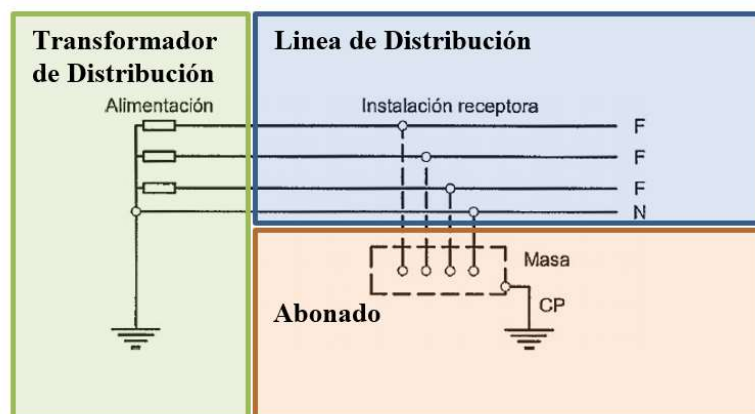 Transformador
de Distribución
Linea de Distribución
Alimentación
Instalación receptora
F
F
F
N
Masa
CP
Abonado